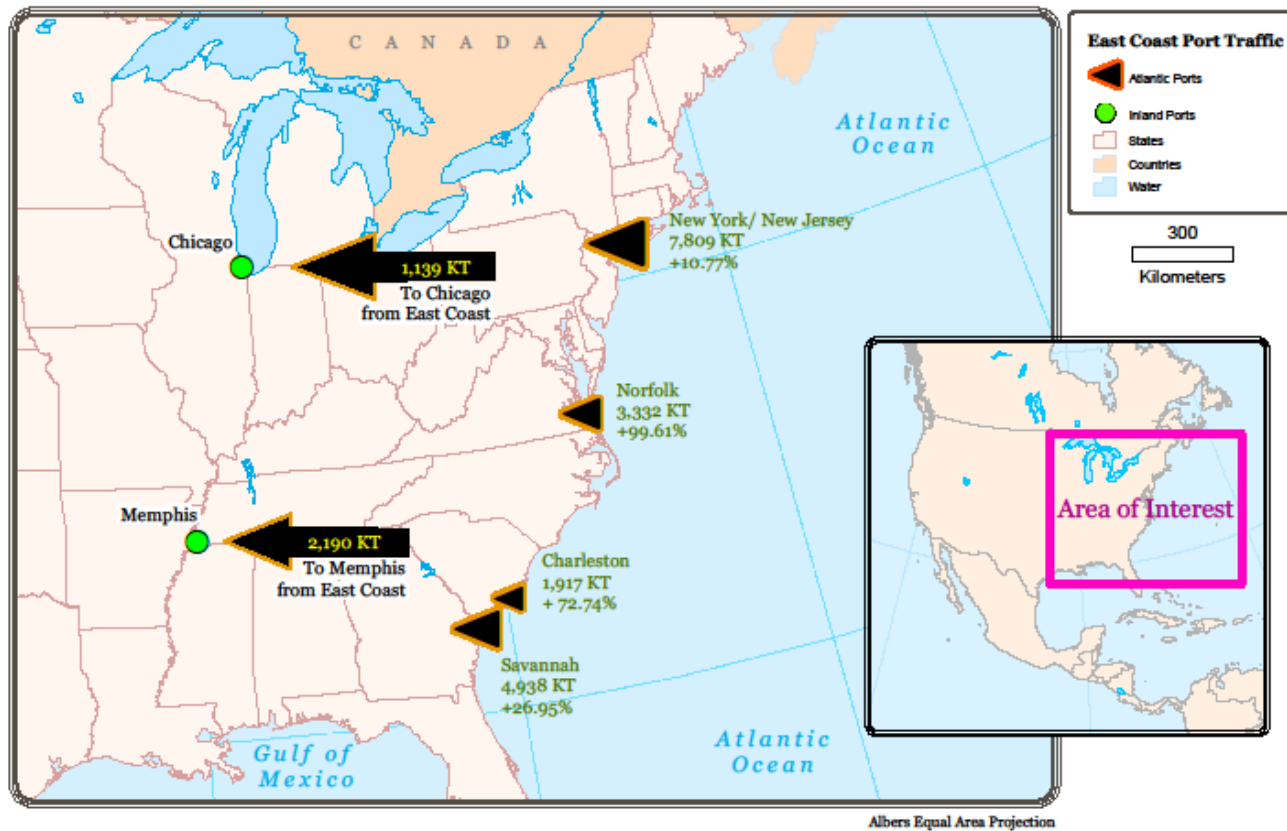 C A N A D A
Atlantic
Ocean
Chicago
1,139 KT
To Chicago
from East Coast
New York/ New Jersey
7,809 KT
+10.77%
Norfolk
3,332 KT
+99.61%
Memphis
2,190 KT
To Memphis
from East Coast
Charleston
1,917 KT
+ 72.74%
Savannah
4,938 KT
+26.95%
Gulf of
Mexico
Atlantic
Ocean
East Coast Port Traffic
Atlantic Ports
Inland Ports
States
Countries
Water
300
Kilometers
Area of Interest
Albers Equal Area Projection